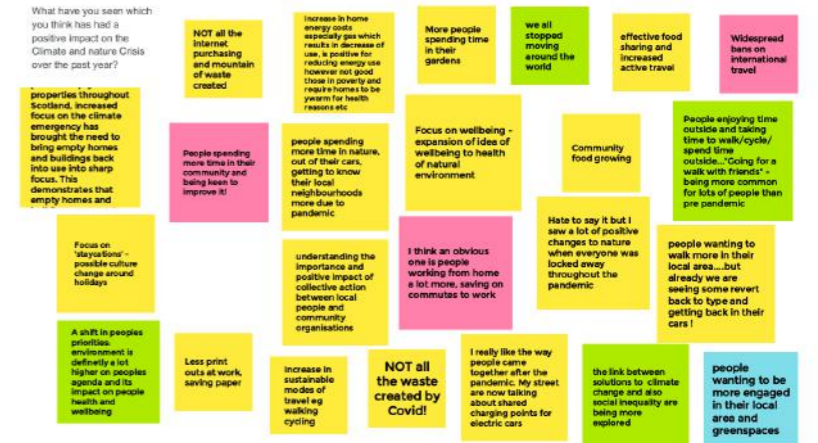 What have you seen which
you think has had a
positive impact on the
Climate and nature Crisis
over the past year?
NOT all the
internet
purchasing
and mountain
of waste
created
Increase in home
energy costs
especially gas which
results in decrease of
use, is positive for
reducing energy use
however not good
those in poverty and
require homes to be
ywarm for health
reasons etc
More people
spending time
in their
gardens
we all
stopped
moving
around the
world
effective food
sharing and
increased
active travel
Widespread
bans on
international
travel
properties throughout
Scotland, increased
focus on the climate
emergency has
brought the need to
bring empty homes
and buildings back
into use into sharp
focus. This
demonstrates that
empty homes and
People spending
more time in their
community and
being keen to
improve it!
people spending
more time in nature,
out of their cars,
getting to know
their local
neighbourhoods
more due to
pandemic
Focus on wellbeing -
expansion of idea of
wellbeing to health
of natural
environment
Community
food growing
People enjoying time
outside and taking
time to walk/cycle/
spend time
outside..."Going for a
walk with friends" -
being more common
for lots of people than
pre pandemic
Focus on
'staycations' -
possible culture
change around
holidays
understanding the
importance and
positive impact of
collective action
between local
people and
community
organisations
I think an obvious
one is people
working from home
a lot more, saving on
commutes to work
Hate to say it but I
saw a lot of positive
changes to nature
when everyone was
locked away
throughout the
pandemic
people wanting to
walk more in their
local area....but
already we are
seeing some revert
back to type and
getting back in their
cars !
A shift in peoples
priorities.
environment is
definetly a lot
higher on peoples
agenda and its
impact on people
health and
wellbeing
Less print
outs at work,
saving paper
Increase in
sustainable
modes of
travel eg
walking
cycling
NOT all
the waste
created by
Covid!
I really like the way
people came
together after the
pandemic. My street
are now talking
about shared
charging points for
electric cars
the link between
solutions to climate
change and also
social inequality are
being more
explored
people
wanting to be
more engaged
in their local
area and
greenspaces